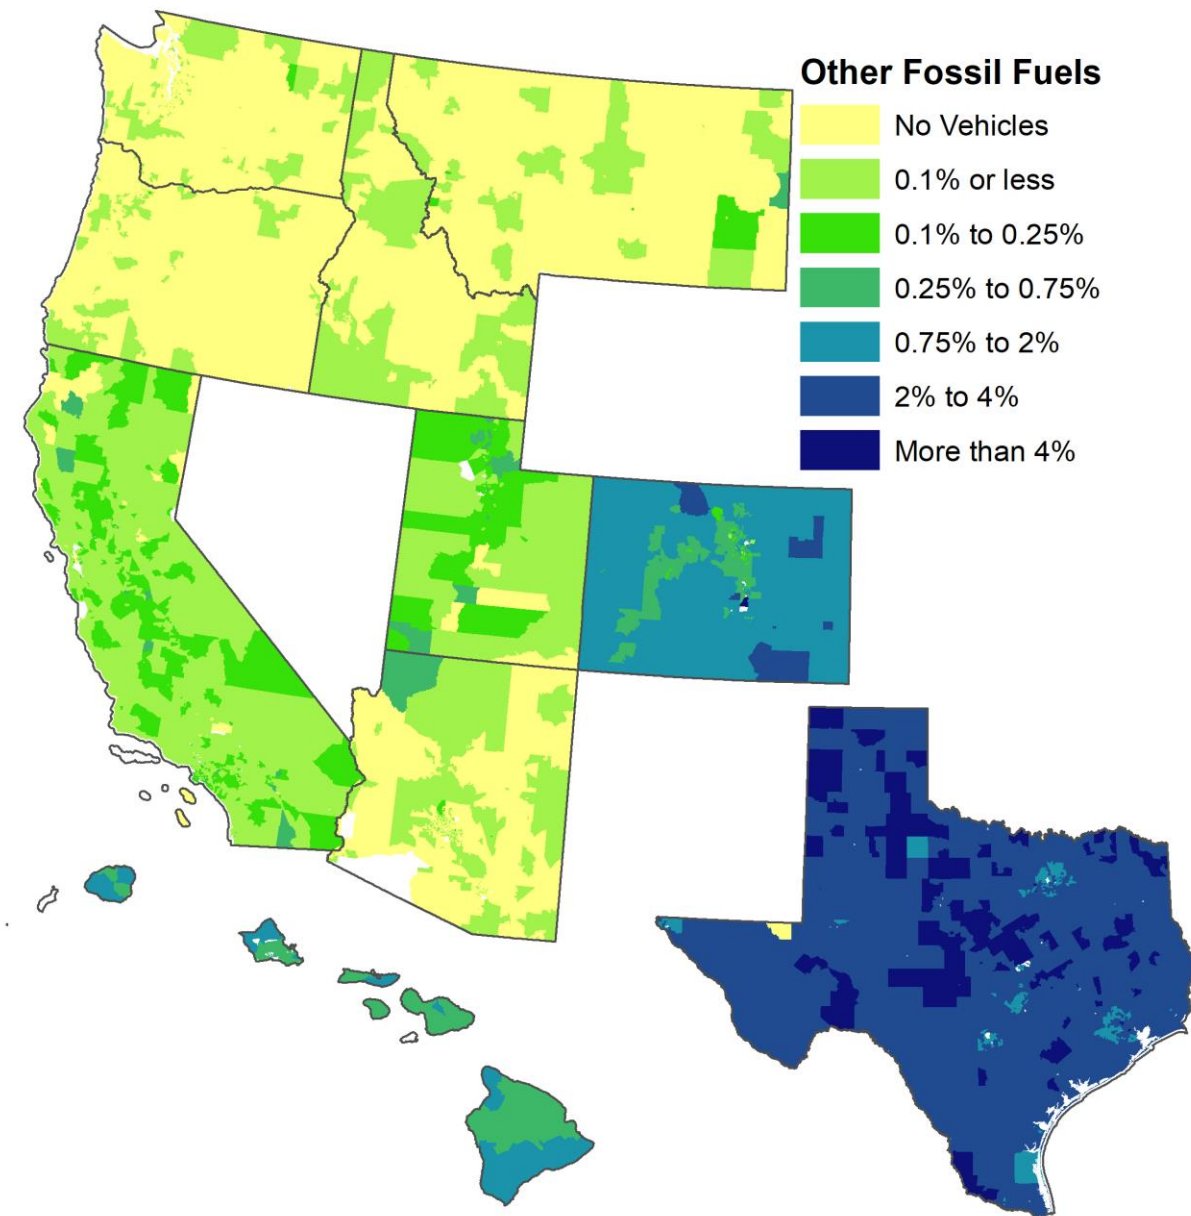 Other Fossil Fuels
No Vehicles
0.1% or less
0.1% to 0.25%
0.25% to 0.75%
0.75% to 2%
2% to 4%
More than 4%